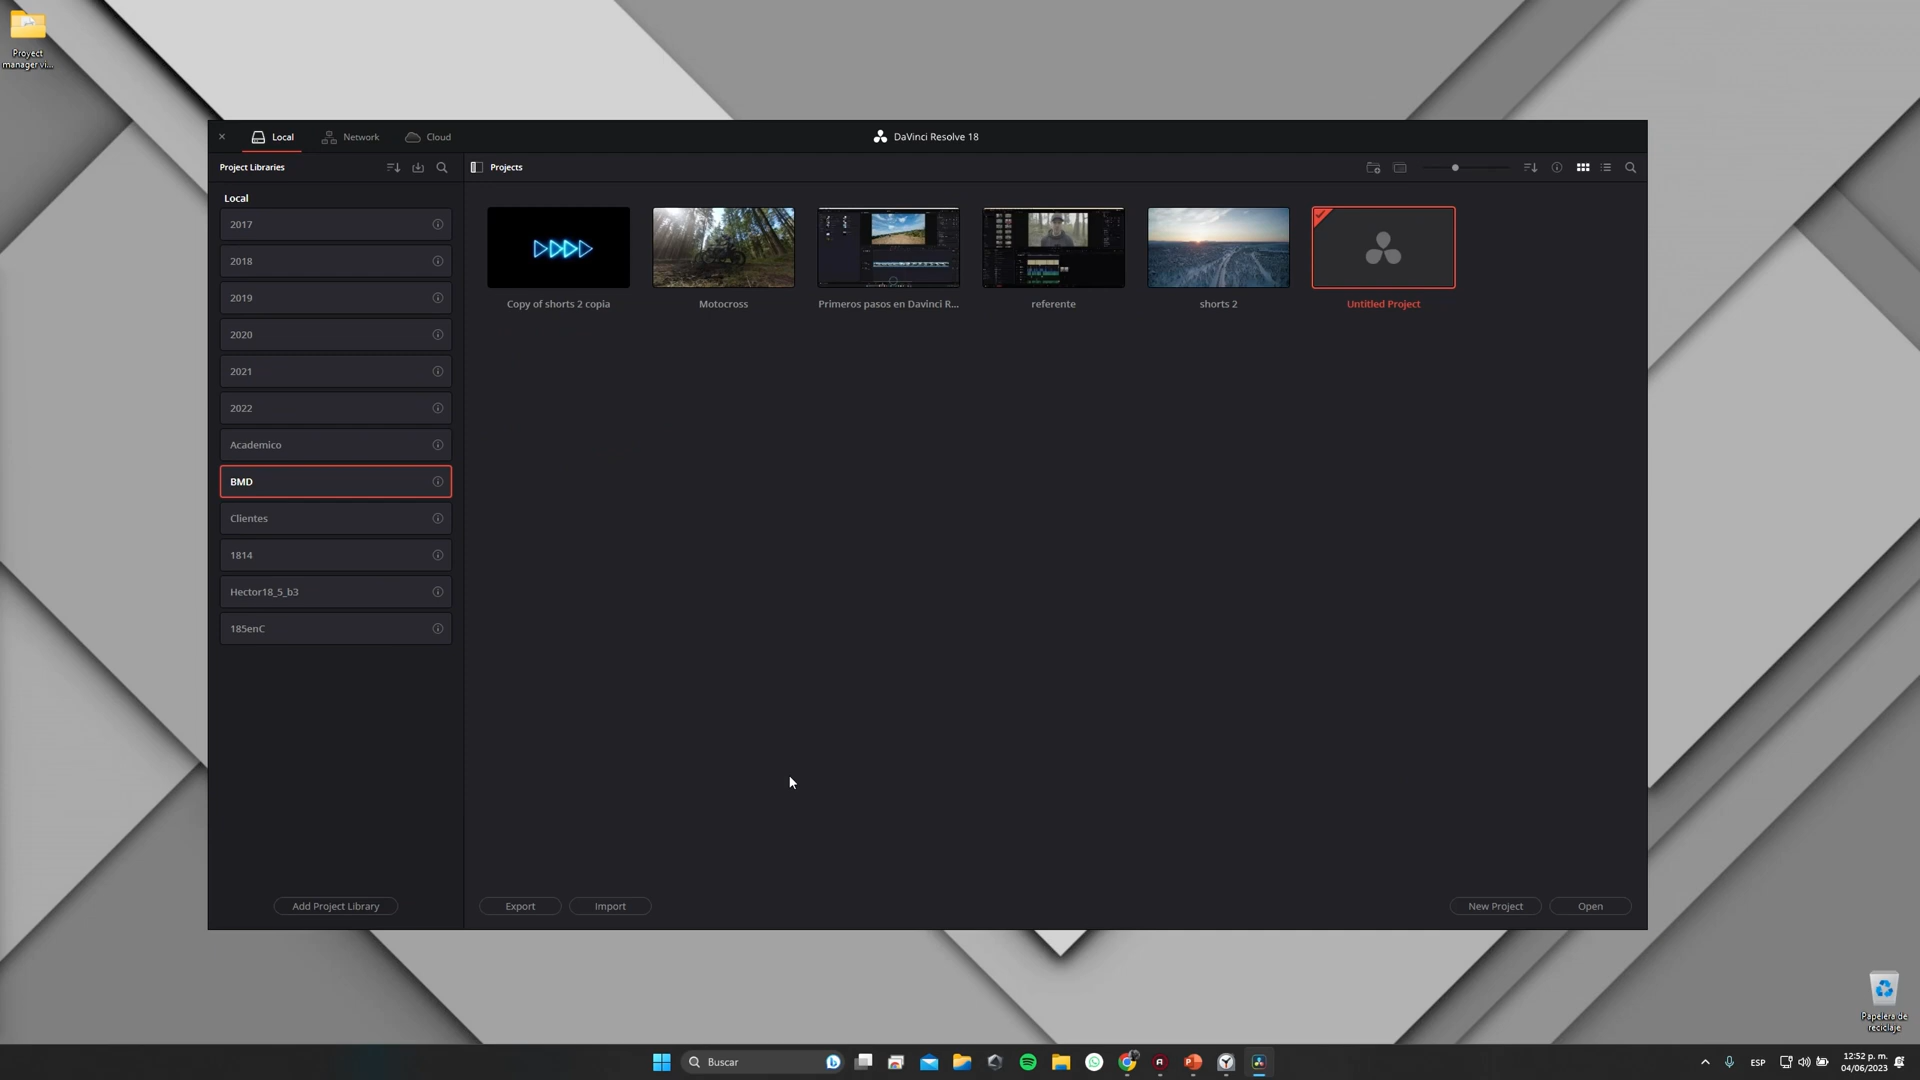 Proyect
manager vi...
Local
Network
Cloud
DaVinci Resolve 18
Project Libraries
Projects
Local
2017
2018
2019
2020
2021
2022
Academico
BMD
Clientes
1814
Hector18_5_b3
185enC
Copy of shorts 2 copia
Motocross
Primeros pasos en Davinci R...
referente
shorts 2
Untitled Project
Add Project Library
Export
Import
New Project
Open
Papelera de
reciclaje
Buscar
ESP
12:52 p. m.
04/06/2023